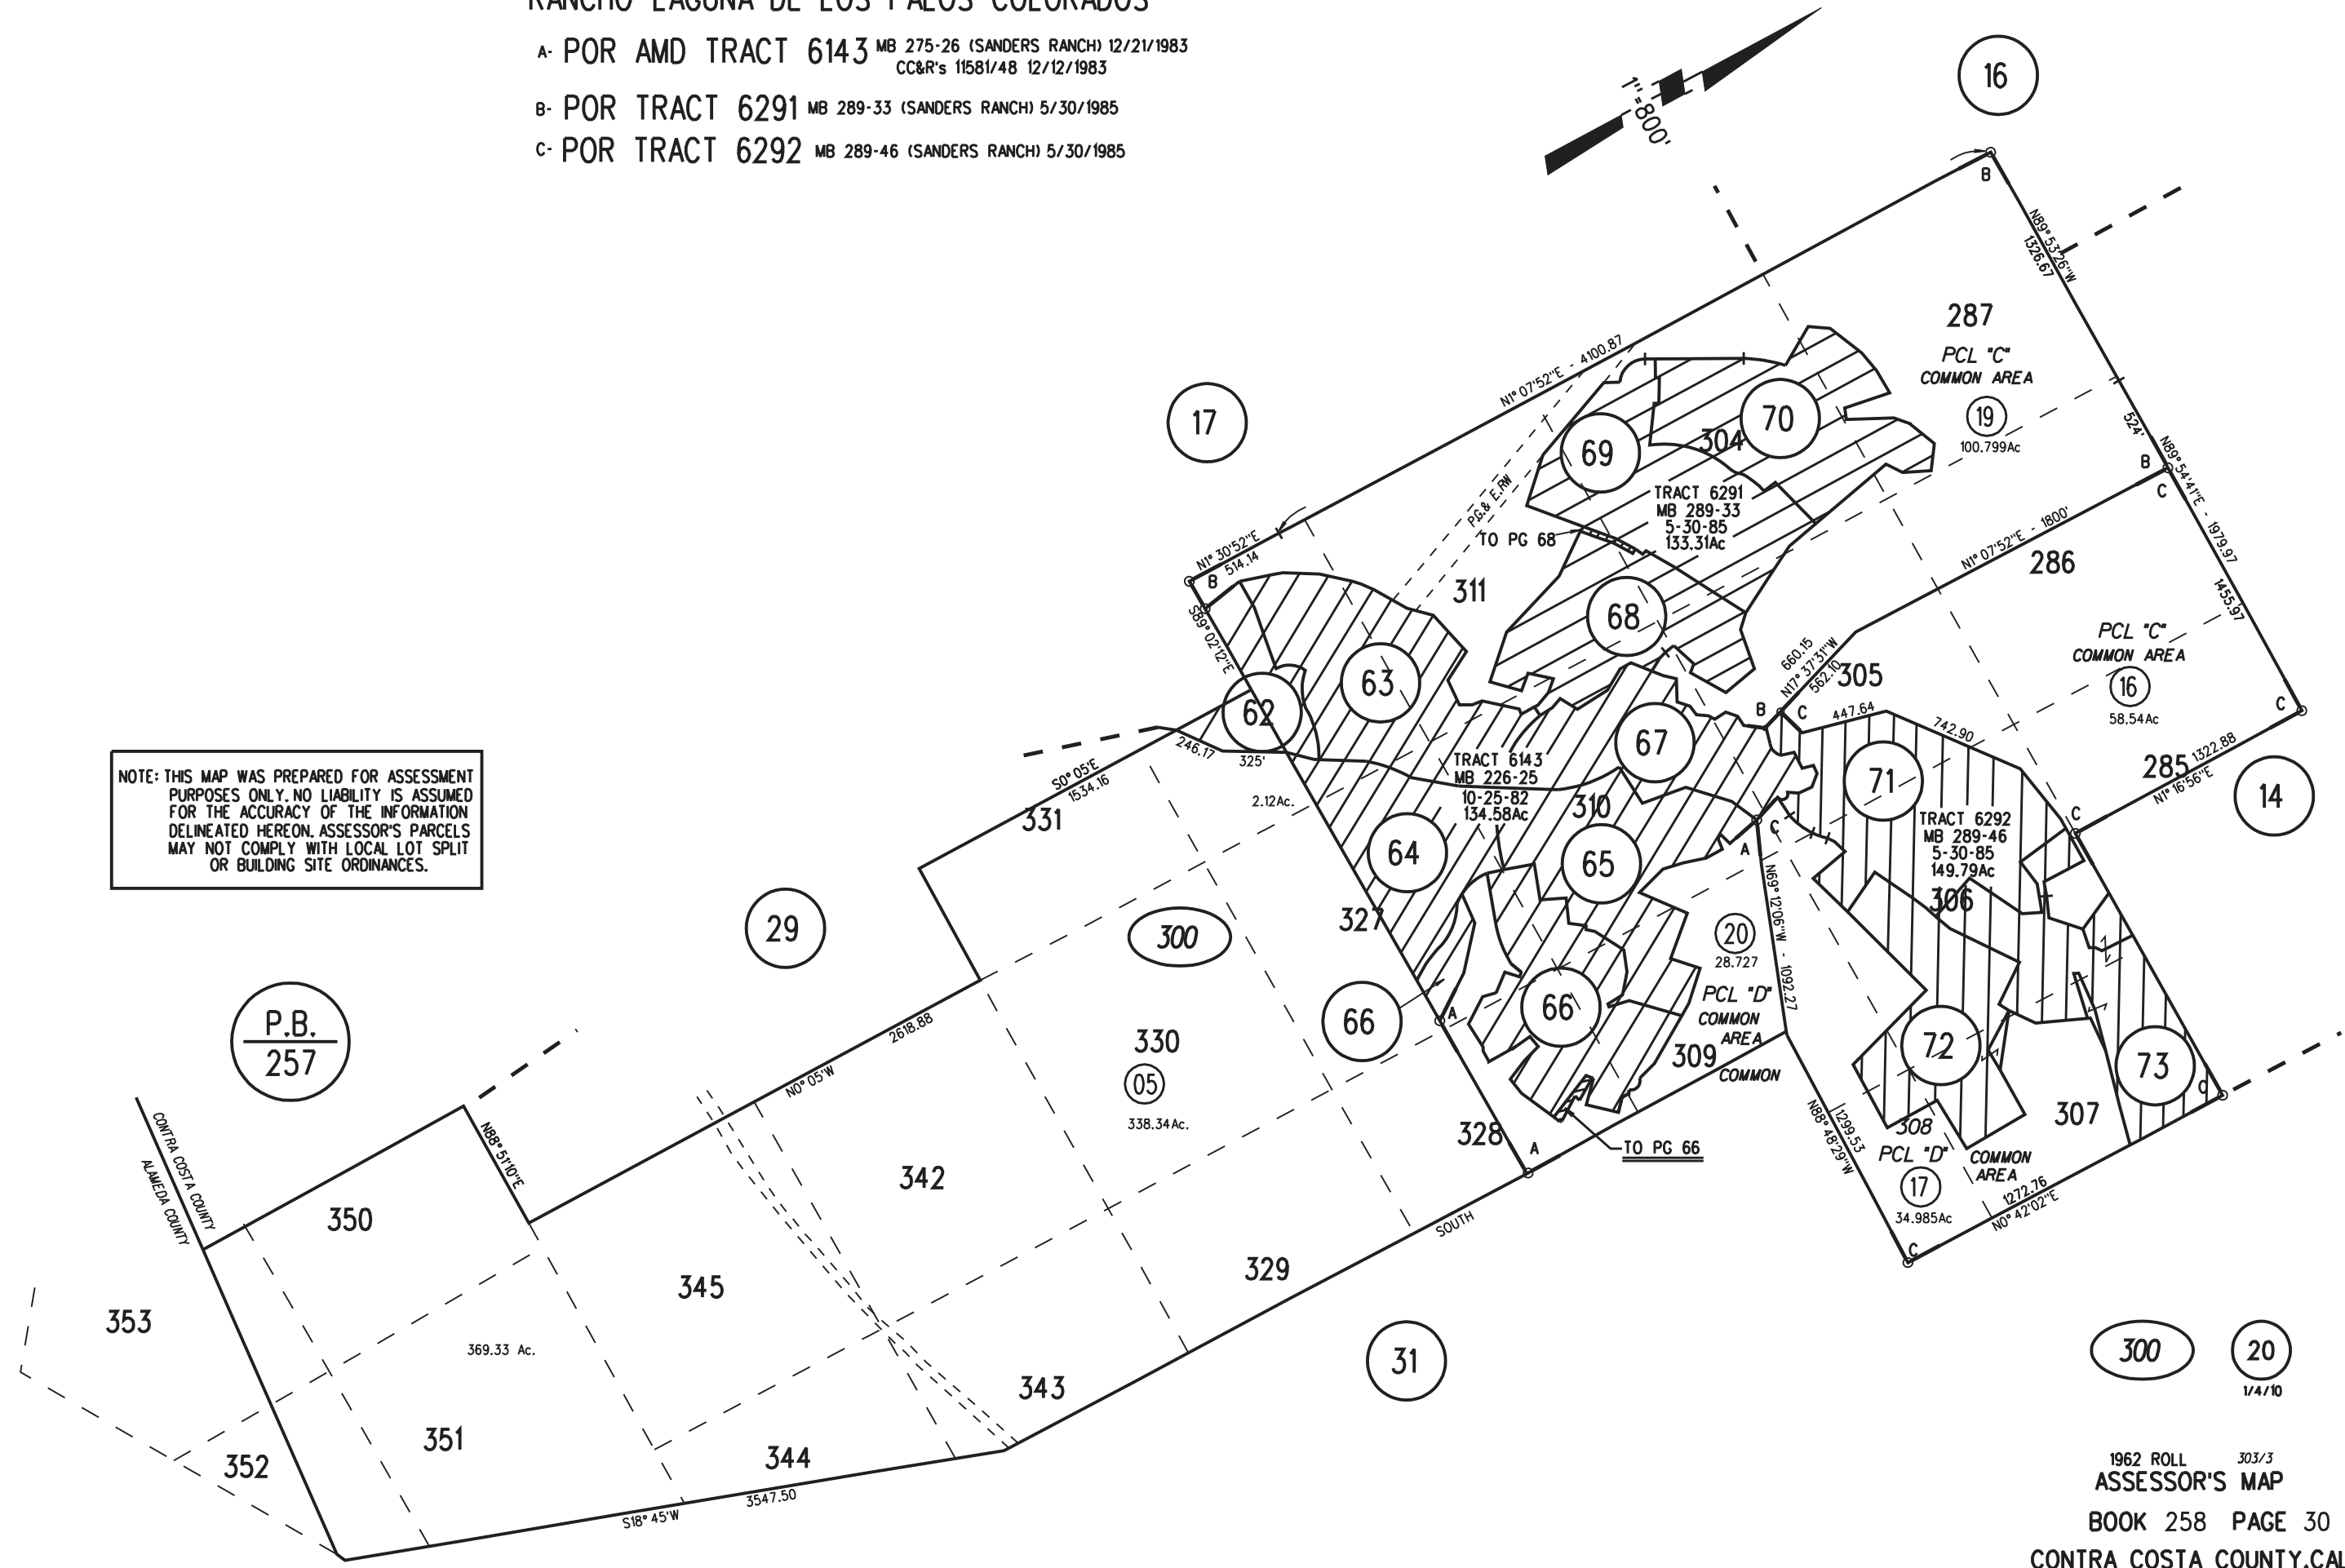 RANCHO LAGUNA DE LOS PALOS COLORADOS
A- POR AMD TRACT 6143 MB 275-26 (SANDERS RANCH) 12/21/1983
CC&R's 11581/48 12/12/1983
B- POR TRACT 6291 MB 289-33 (SANDERS RANCH) 5/30/1985
C- POR TRACT 6292 MB 289-46 (SANDERS RANCH) 5/30/1985
1"=800'
16
B
N89°53'26"W
1326.67
287
PCL "C"
COMMON AREA
19
100.799Ac
524'
N1°07'52"E - 4100.87
17
70
69
304
P.G.& E.RW
TRACT 6291
MB 289-33
5-30-85
133.31Ac
TO PG 68
B
C
N89°54'41"E - 1979.97
1455.97
N1°07'52"E - 1800'
286
N1°30'52"E
514.14
B
S89°02'12"E
311
68
63
62
660.15
N17°37'31"W
562.10
305
PCL "C"
COMMON AREA
16
58.54Ac
C
B
C
447.64
742.90
67
71
1322.88
285
N1°16'56"E
14
C
246.17
325'
S0°05'E
1534.16
331
2.12Ac.
TRACT 6143
MB 226-25
10-25-82
134.58Ac
310
C
A
TRACT 6292
MB 289-46
5-30-85
149.79Ac
306
NOTE: THIS MAP WAS PREPARED FOR ASSESSMENT
PURPOSES ONLY. NO LIABILITY IS ASSUMED
FOR THE ACCURACY OF THE INFORMATION
DELINEATED HEREON. ASSESSOR'S PARCELS
MAY NOT COMPLY WITH LOCAL LOT SPLIT
OR BUILDING SITE ORDINANCES.
64
65
N69°12'06"W - 1092.27
29
300
327
20
28.727
PCL "D"
COMMON
AREA
66
A
66
309
COMMON
72
73
C
P.B.
257
2618.88
N0°05'W
330
05
338.34Ac.
328
A
TO PG 66
N88°48'29"W
1299.53
308
PCL "D"
COMMON
AREA
17
34.985Ac
307
1272.76
N0°42'02"E
C
CONTRA COSTA COUNTY
ALAMEDA COUNTY
N88°51'10"E
350
342
SOUTH
345
329
353
369.33 Ac.
31
343
351
344
352
3547.50
S18°45'W
300
20
1/4/10
1962 ROLL 303/3
ASSESSOR'S MAP
BOOK 258 PAGE 30
CONTRA COSTA COUNTY,CAL